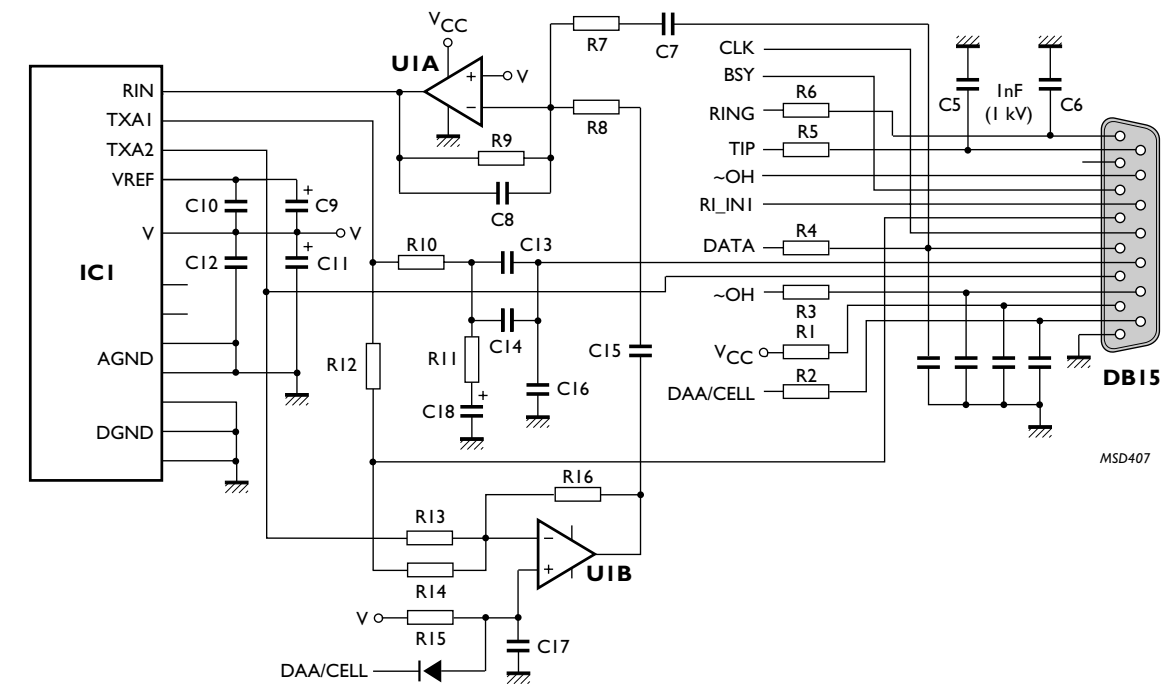 VCC
R7
C7
U1A
+
V
−
CLK
BSY
RING
R6
C5
1nF
(1 kV)
C6
RIN
TXA1
TXA2
VREF
R8
R9
TIP
R5
~OH
C10
+
C9
C8
RI_IN1
V
V
R10
C13
DATA
R4
C12
+
C11
IC1
~OH
R3
R12
R11
C14
C15
R1
VCC
AGND
C16
R2
DAA/CELL
DB15
C18
+
DGND
MSD407
R16
R13
−
+
U1B
R14
V
R15
C17
DAA/CELL